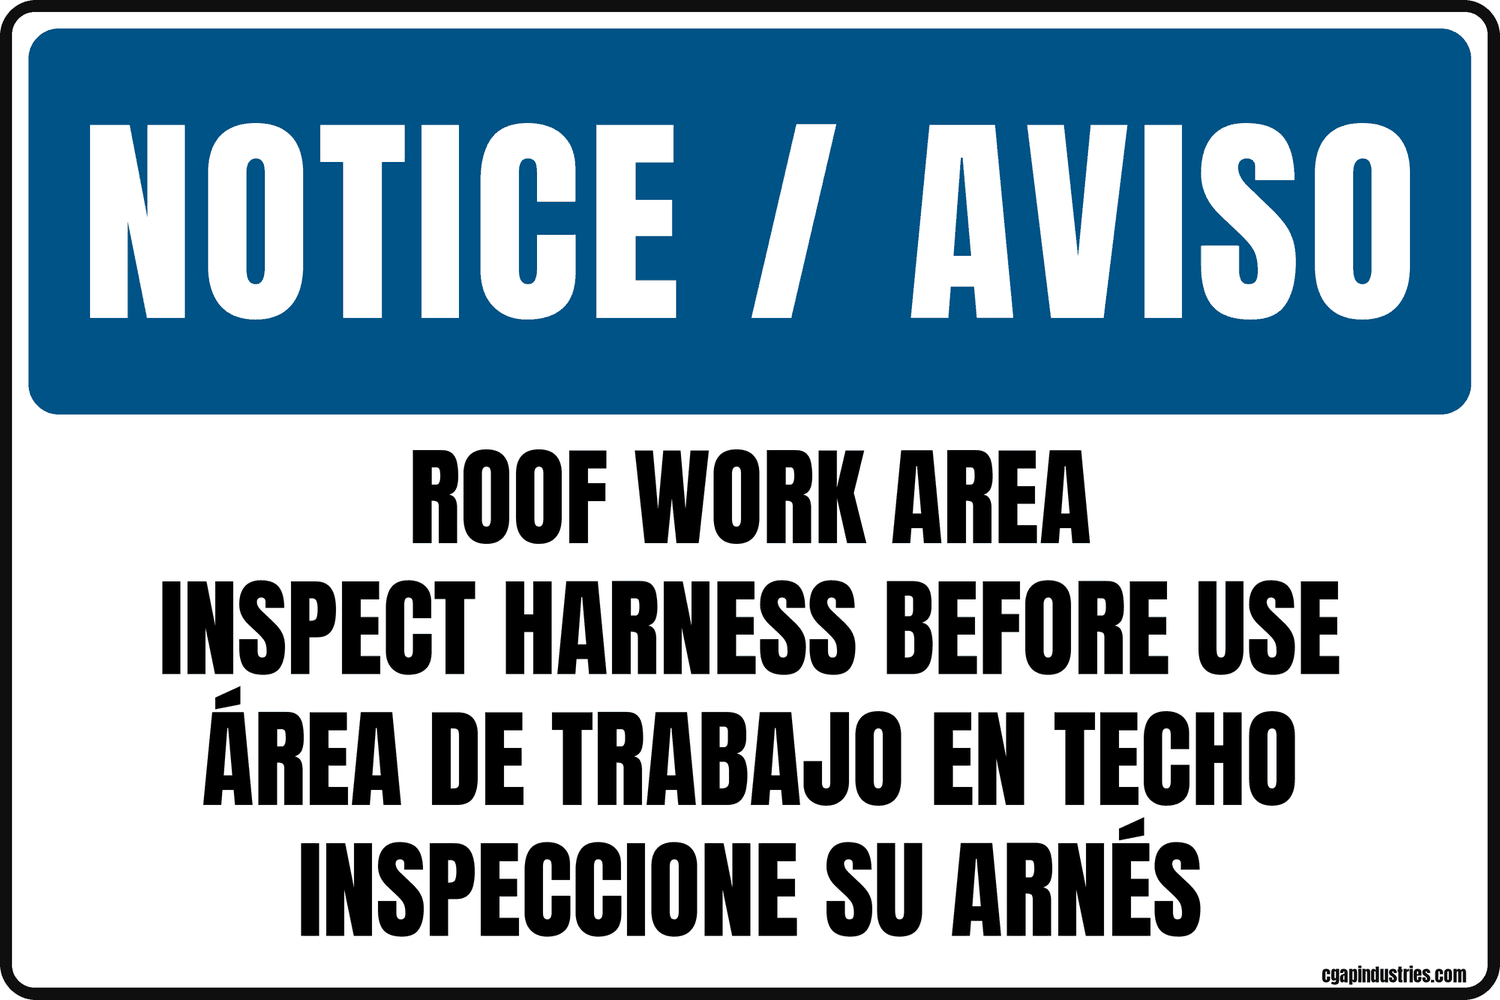 NOTICE / AVISO
ROOF WORK AREA
INSPECT HARNESS BEFORE USE
ÁREA DE TRABAJO EN TECHO
INSPECCIONE SU ARNÉS
cgapindustries.com